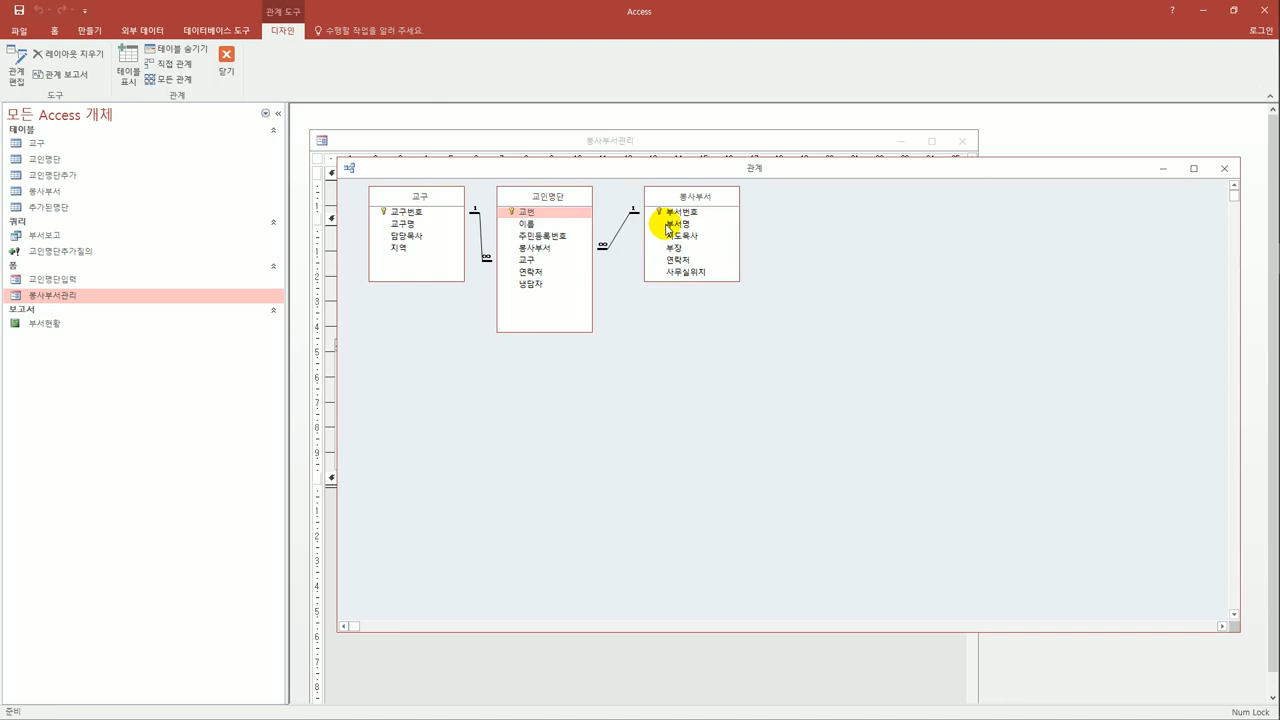 관계 도구
Access
파일
홈
만들기
외부 데이터
데이터베이스 도구
디자인
수행할 작업을 알려 주세요.
로그인
관계 편집
레이아웃 지우기
관계 보고서
도구
테이블 표시
테이블 숨기기
직접 관계
모든 관계
관계
닫기
모든 Access 개체
테이블
교구
교인명단
교인명단추가
봉사부서
추가된명단
쿼리
부서보고
교인명단추가질의
폼
교인명단입력
봉사부서관리
보고서
부서현황
봉사부서관리
관계
교구
교구번호
교구명
담당목사
지역
교인명단
교번
이름
주민등록번호
봉사부서
교구
연락처
냉담자
봉사부서
부서번호
부서명
지도목사
부장
연락처
사무실위치
1
∞
∞
1
준비
Num Lock